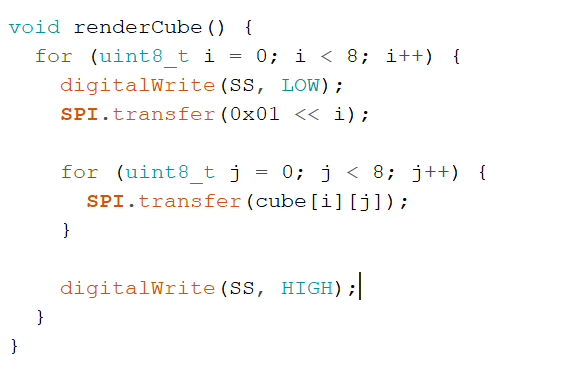 void renderCube() {
  for (uint8_t i = 0; i < 8; i++) {
    digitalWrite(SS, LOW);
    SPI.transfer(0x01 << i);

    for (uint8_t j = 0; j < 8; j++) {
      SPI.transfer(cube[i][j]);
    }

    digitalWrite(SS, HIGH);
  }
}